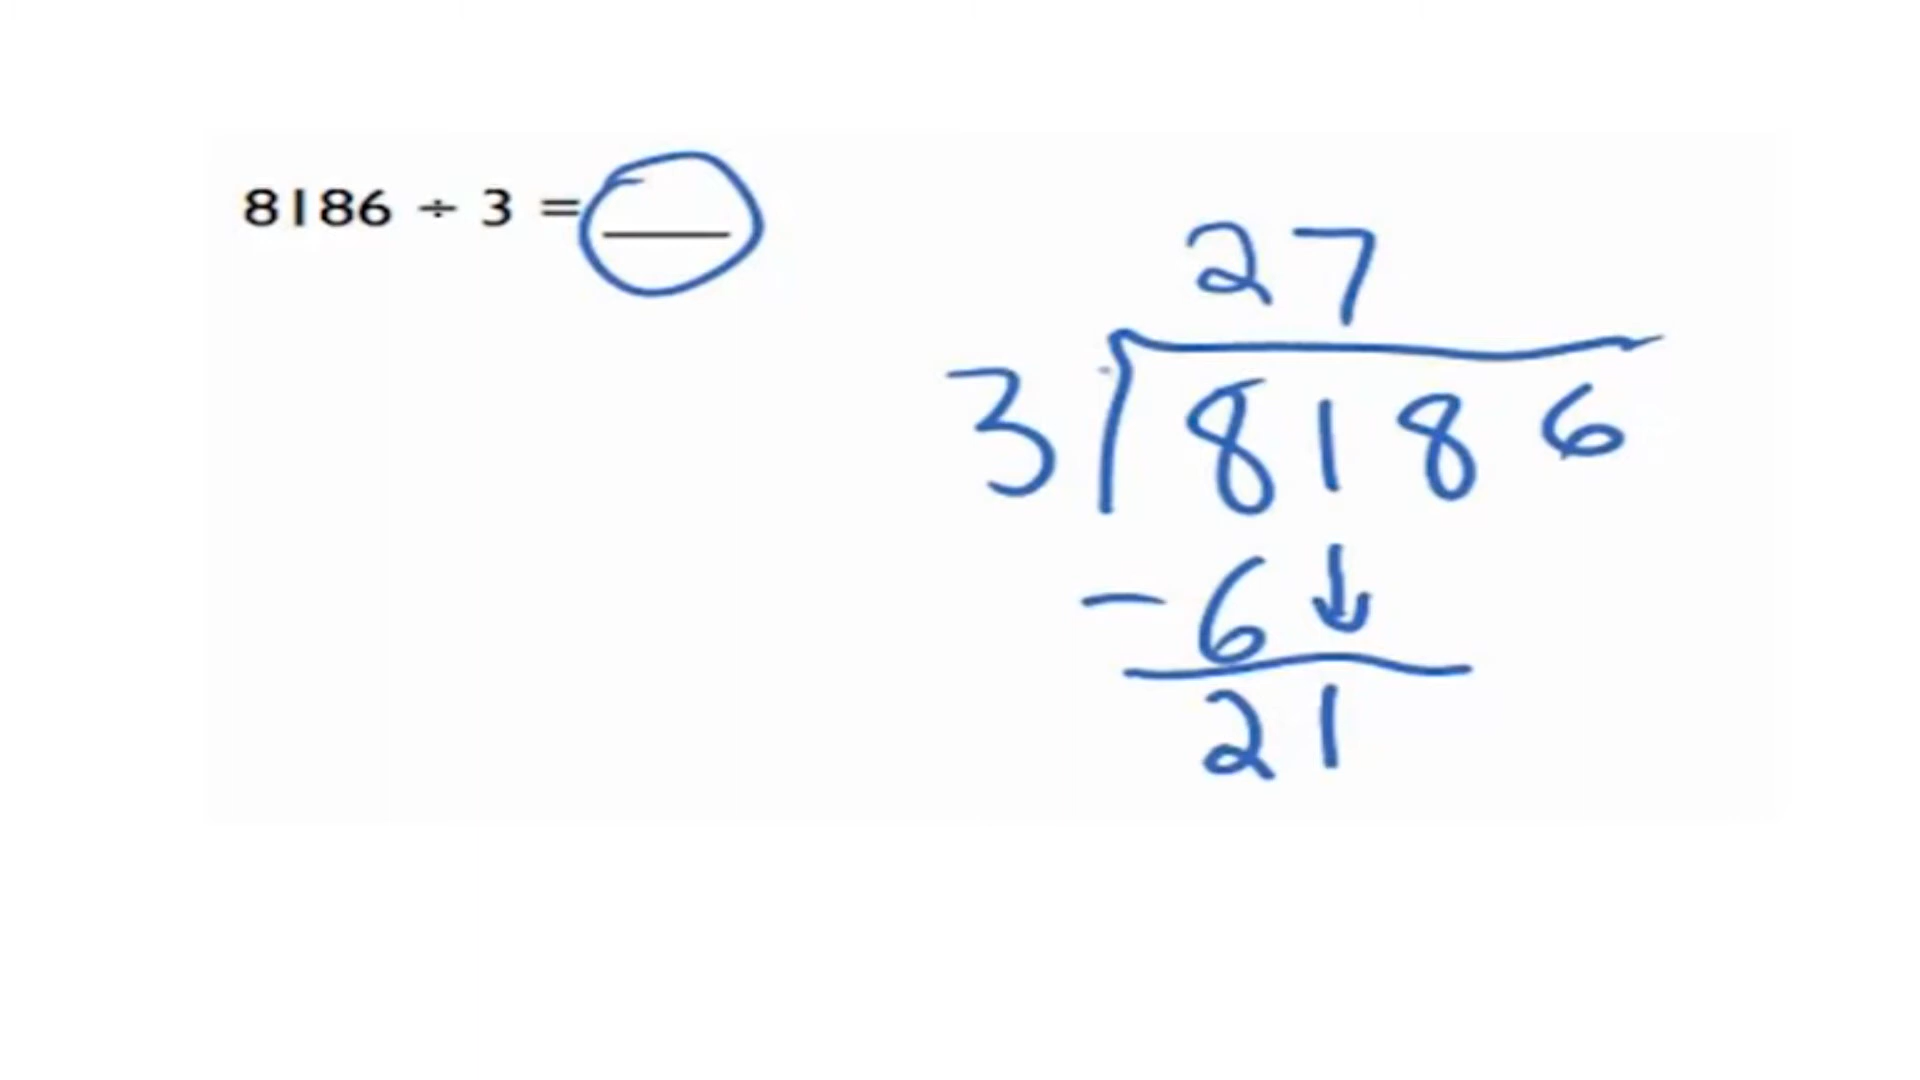 8186 ÷ 3 = ____
27
3 8186
- 6 ↓
21